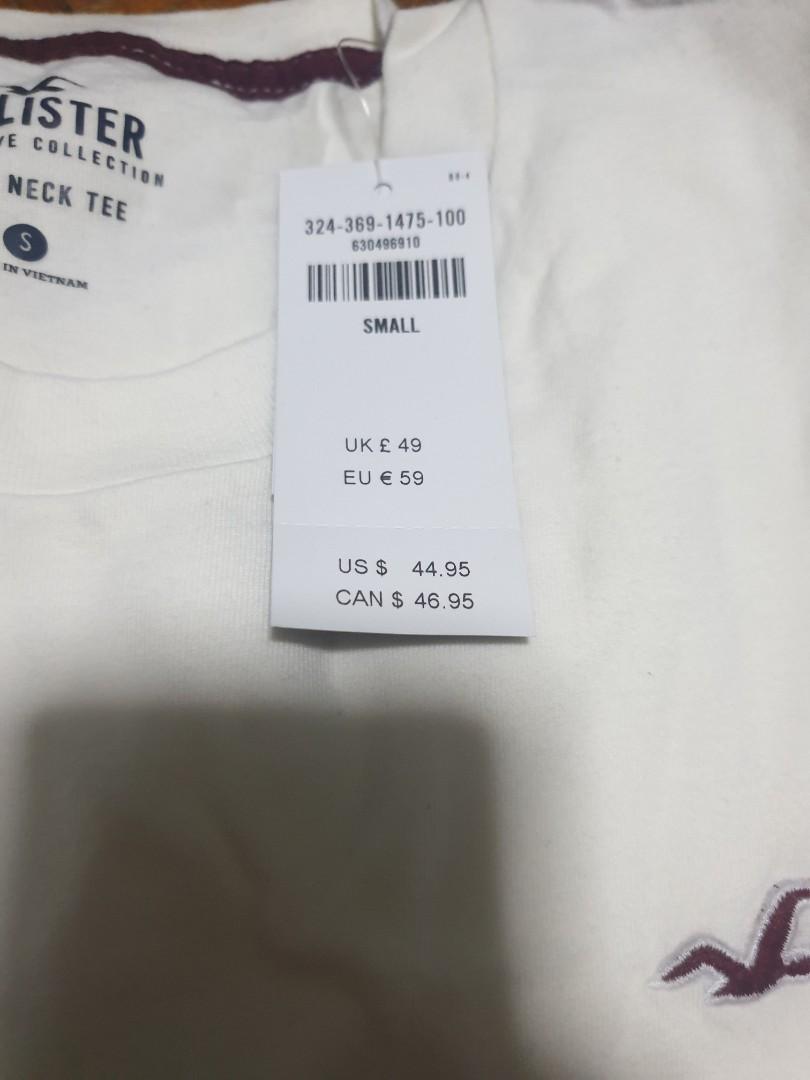 LISTER
E COLLECTION
NECK TEE
S
IN VIETNAM
324-369-1475-100
630496910
SMALL
UK £ 49
EU € 59
US $ 44.95
CAN $ 46.95